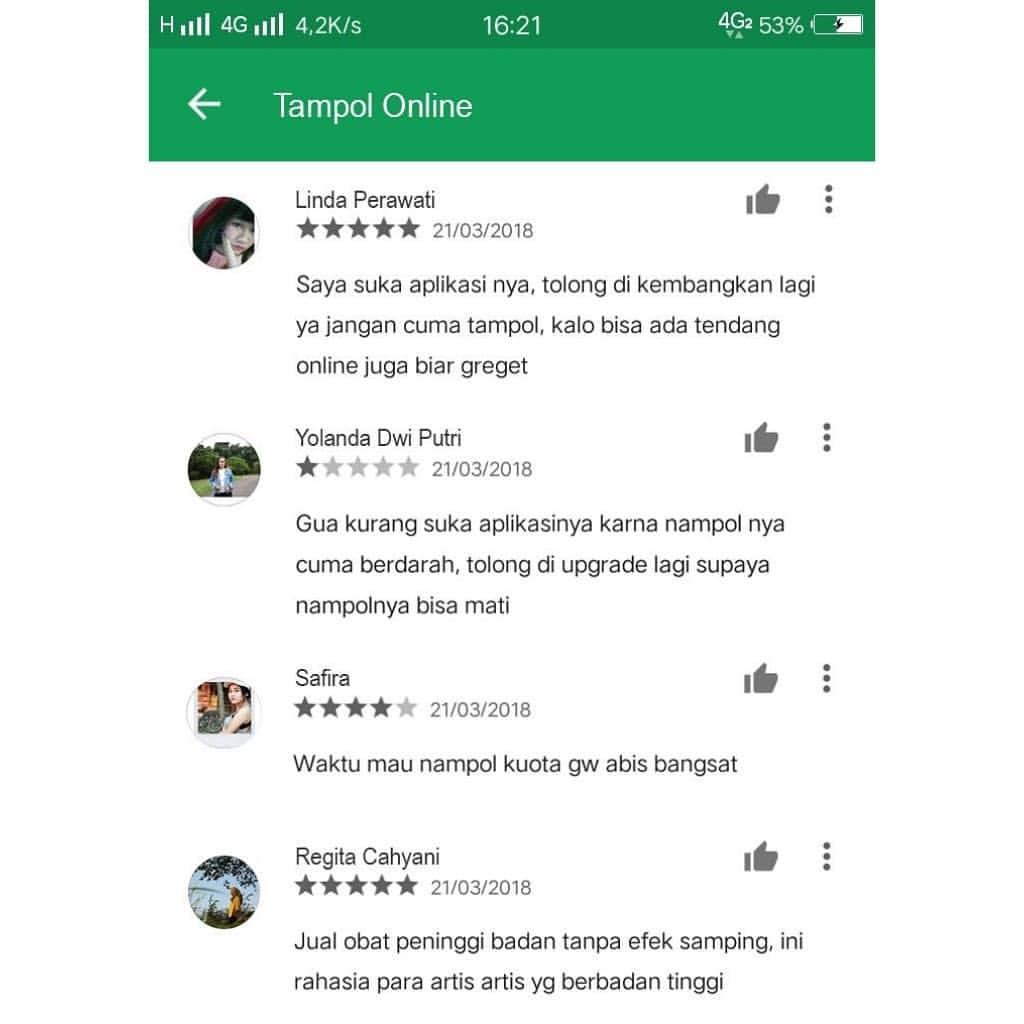 H 4G 4,2K/s 16:21 4G2 53%
Tampol Online
Linda Perawati
21/03/2018
Saya suka aplikasi nya, tolong di kembangkan lagi
ya jangan cuma tampol, kalo bisa ada tendang
online juga biar greget
Yolanda Dwi Putri
21/03/2018
Gua kurang suka aplikasinya karna nampol nya
cuma berdarah, tolong di upgrade lagi supaya
nampolnya bisa mati
Safira
21/03/2018
Waktu mau nampol kuota gw abis bangsat
Regita Cahyani
21/03/2018
Jual obat peninggi badan tanpa efek samping, ini
rahasia para artis artis yg berbadan tinggi